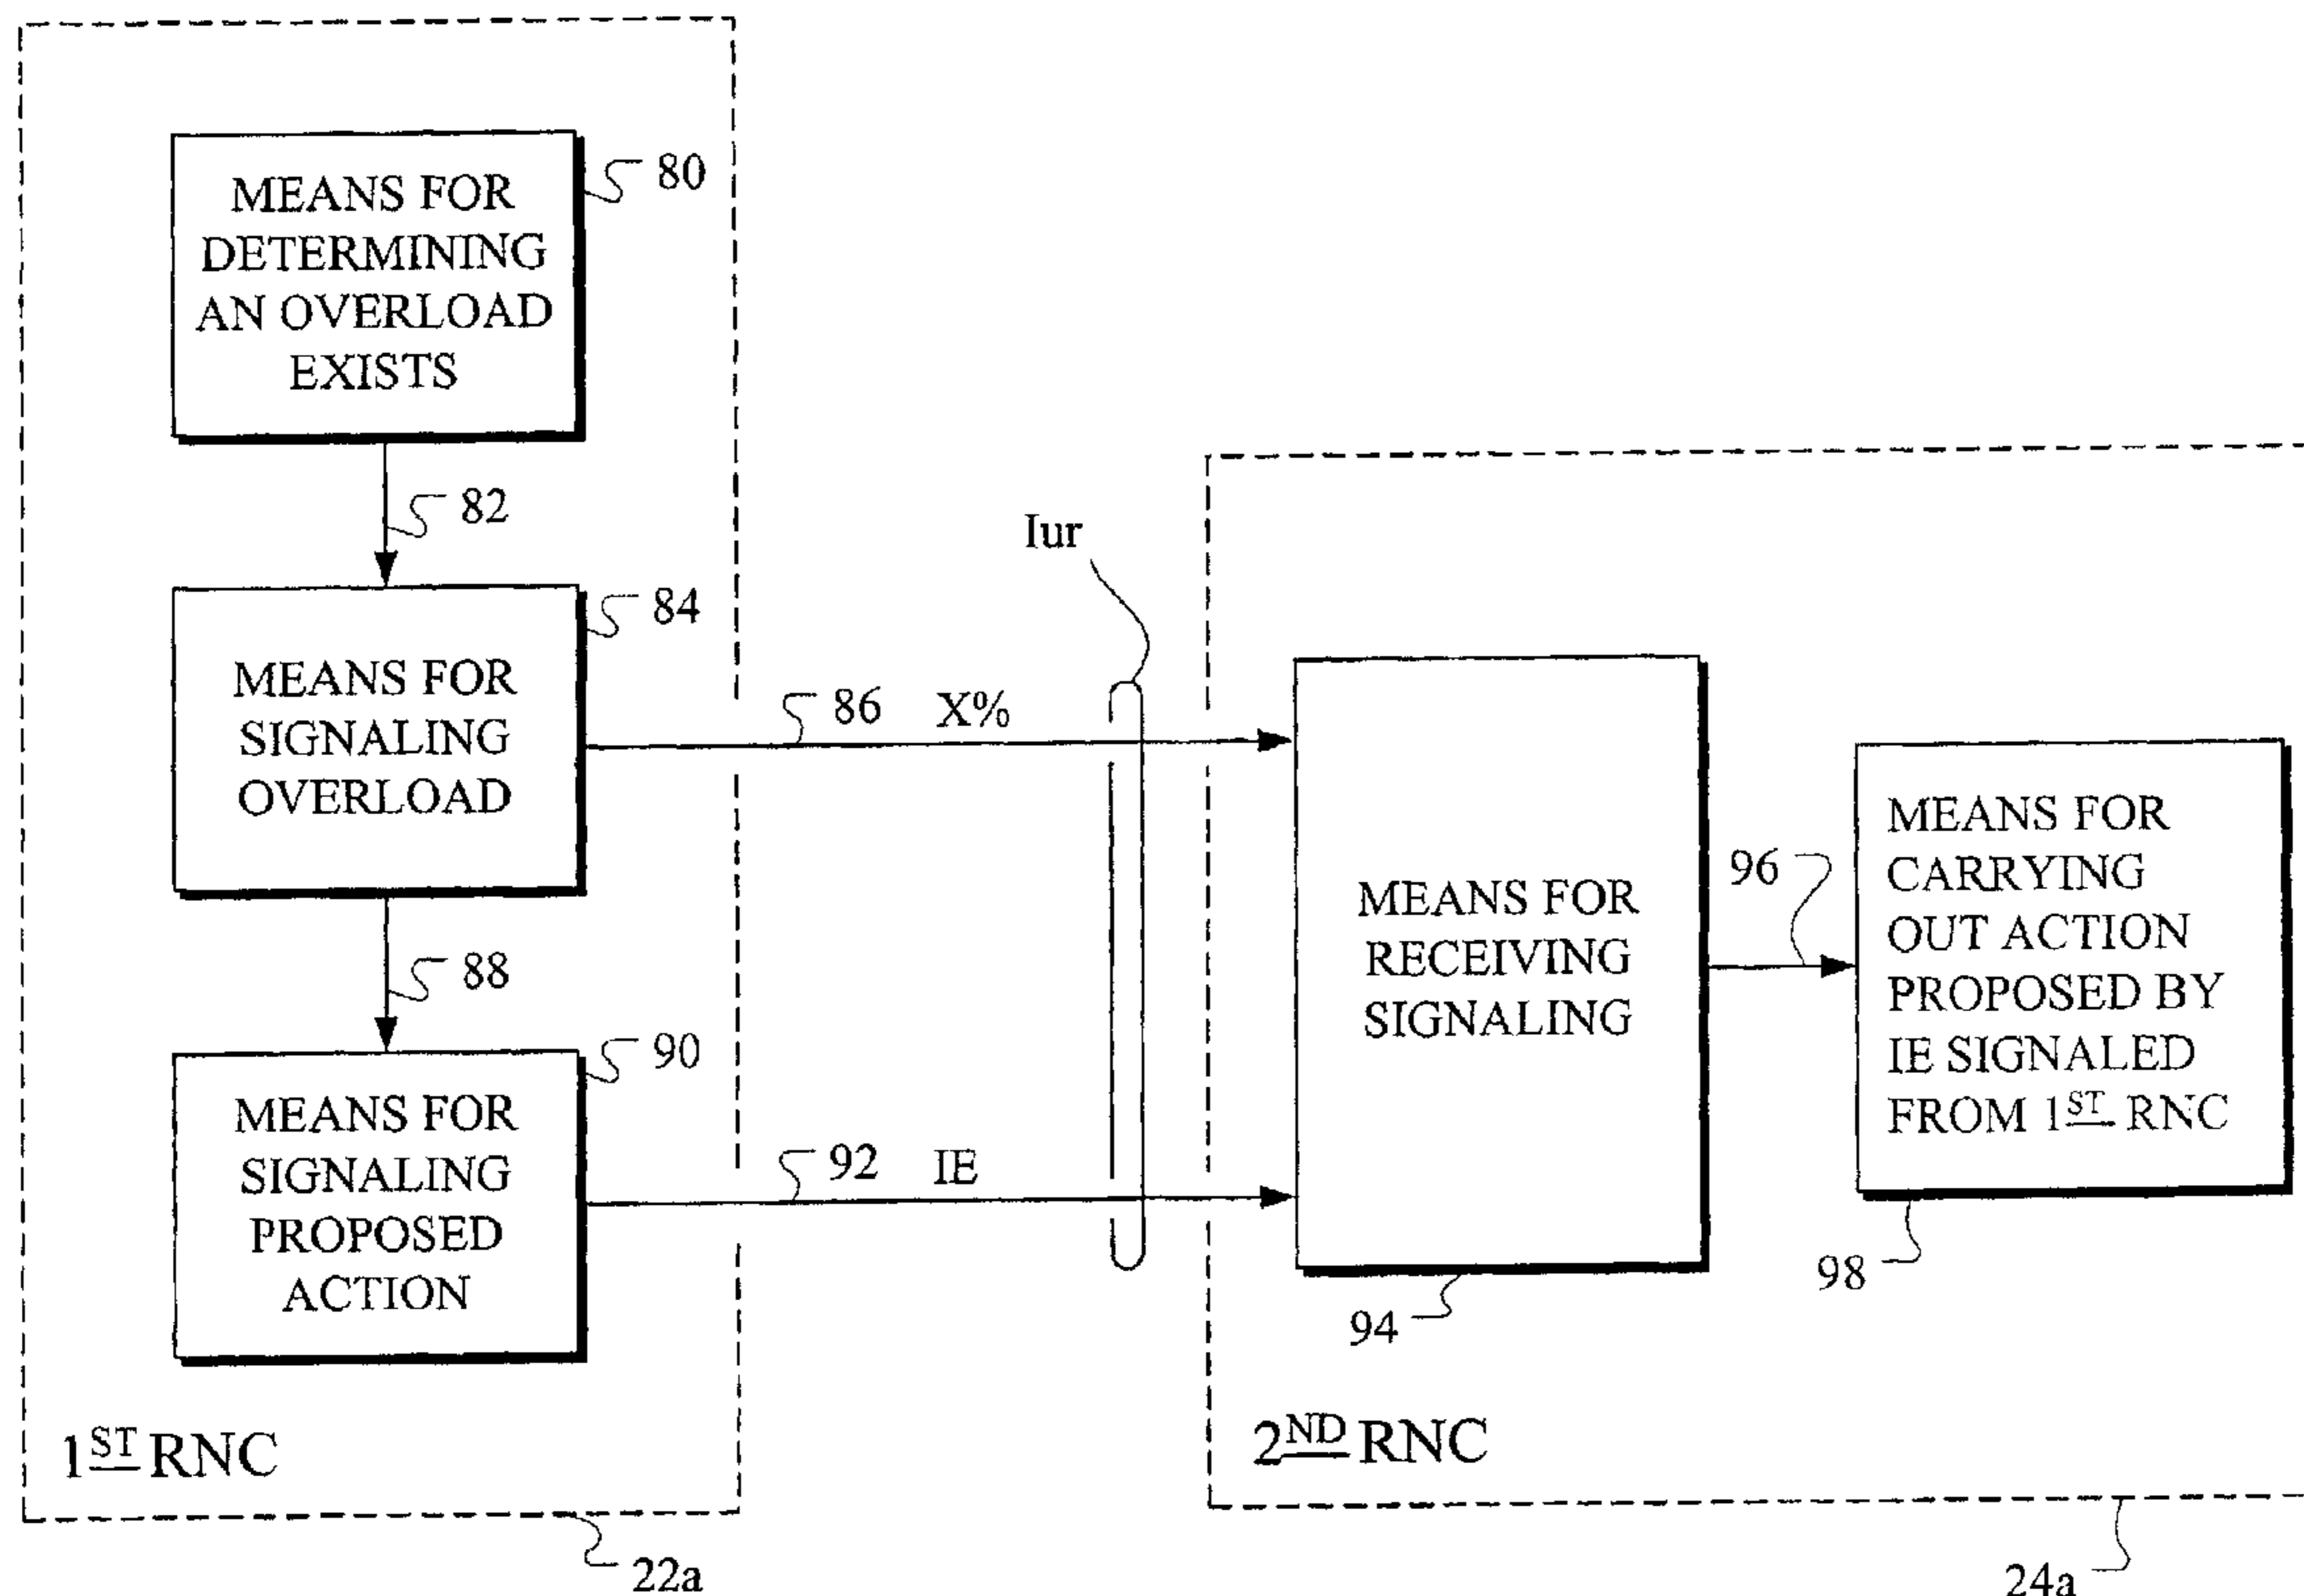 MEANS FOR
DETERMINING
AN OVERLOAD
EXISTS
80
82
84
MEANS FOR
SIGNALING
OVERLOAD
86 X%
Iur
88
90
MEANS FOR
SIGNALING
PROPOSED
ACTION
92 IE
1ST RNC
22a
MEANS FOR
RECEIVING
SIGNALING
94
96
MEANS FOR
CARRYING
OUT ACTION
PROPOSED BY
IE SIGNALED
FROM 1ST RNC
98
2ND RNC
24a